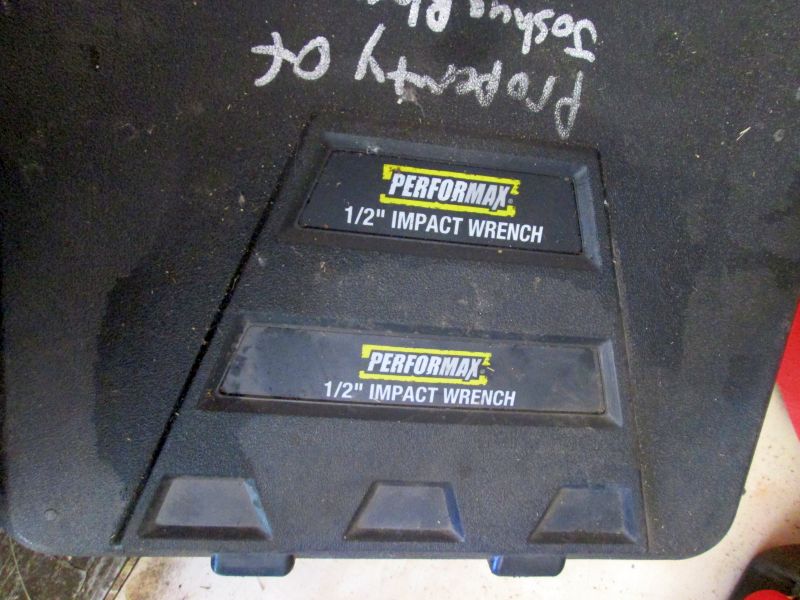 Property Of
Joshua
PERFORMAX®
1/2" IMPACT WRENCH
PERFORMAX®
1/2" IMPACT WRENCH